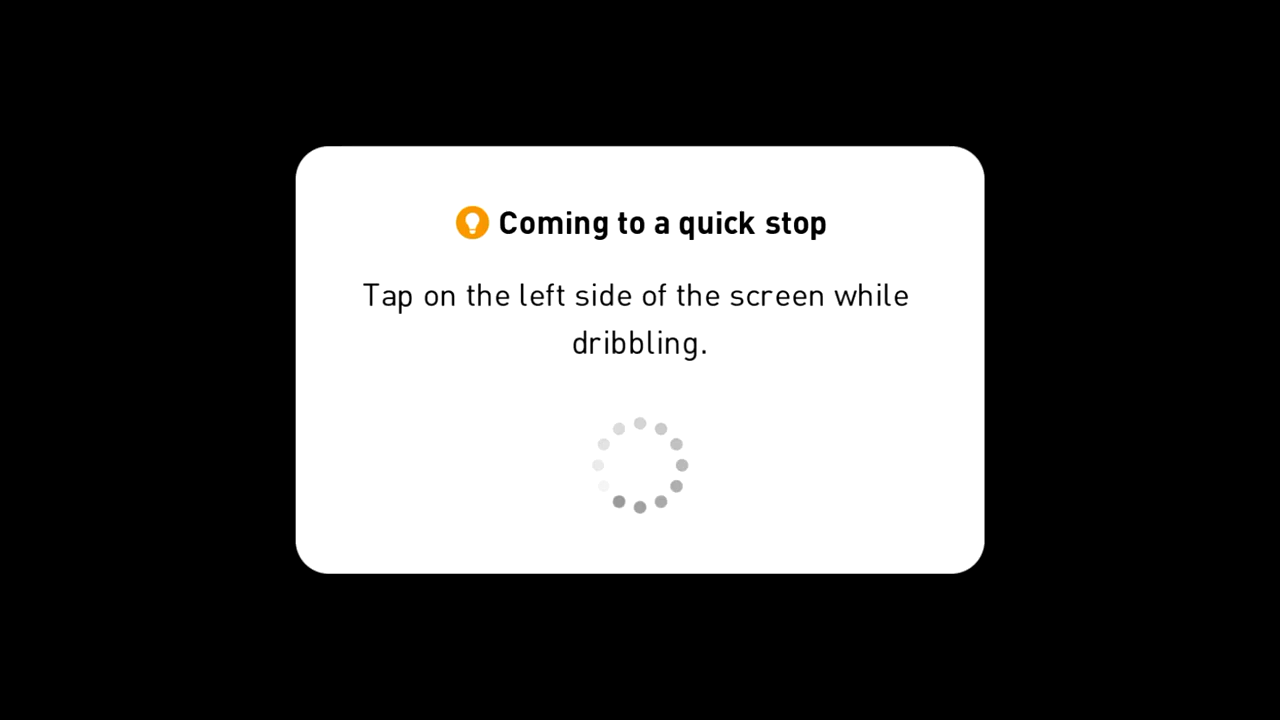 Coming to a quick stop
Tap on the left side of the screen while
dribbling.